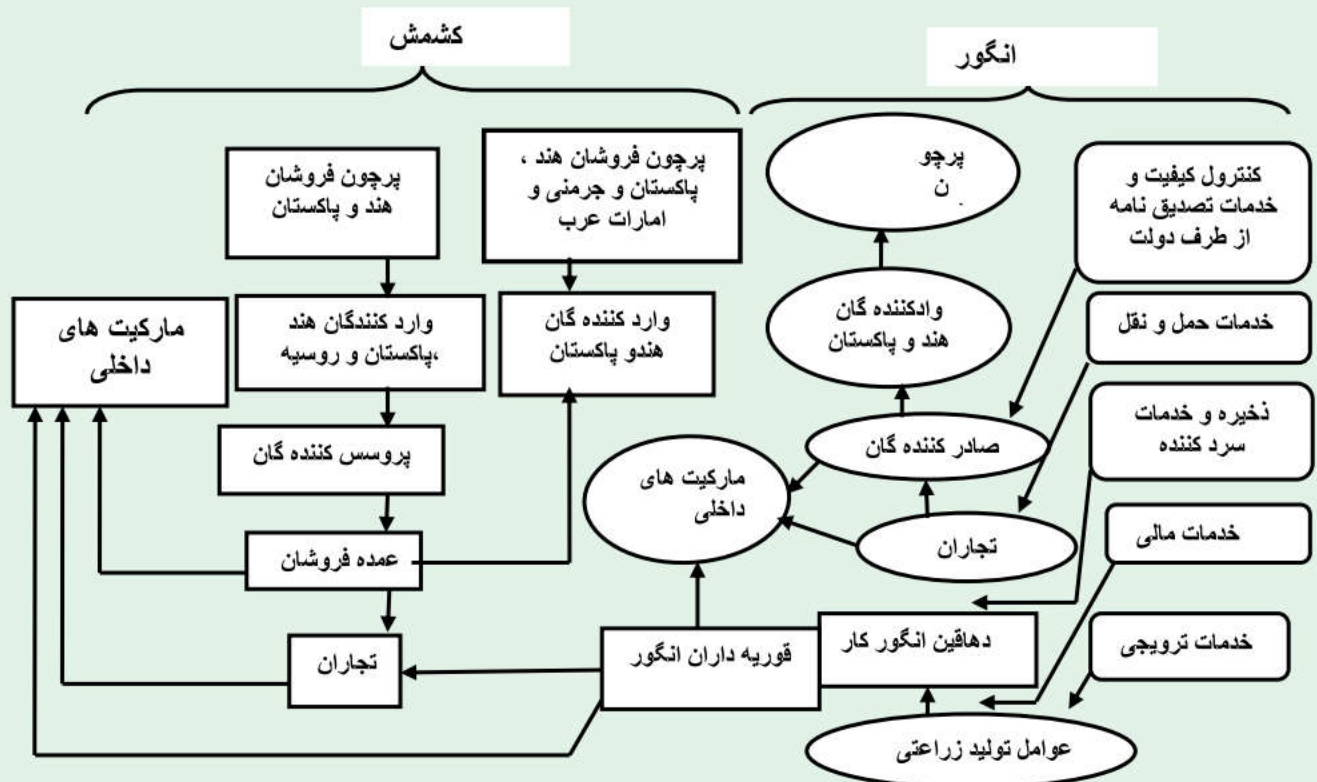 انگور
کشمش
کنترول کیفیت و
خدمات تصدیق نامه
از طرف دولت
خدمات حمل و نقل
ذخیره و خدمات
سرد کننده
خدمات مالی
خدمات ترویجی
پرچو
ن
وادکننده گان
هند و پاکستان
صادر کننده گان
تجاران
مارکیت های
داخلی
دهاقین انگور کار
عوامل تولید زراعتی
قوریه داران انگور
پرچون فروشان هند ،
پاکستان و جرمنی و
امارات عرب
وارد کننده گان
هندو پاکستان
پرچون فروشان
هند و پاکستان
وارد کنندگان هند
،پاکستان و روسیه
پروسس کننده گان
عمده فروشان
تجاران
مارکیت های
داخلی